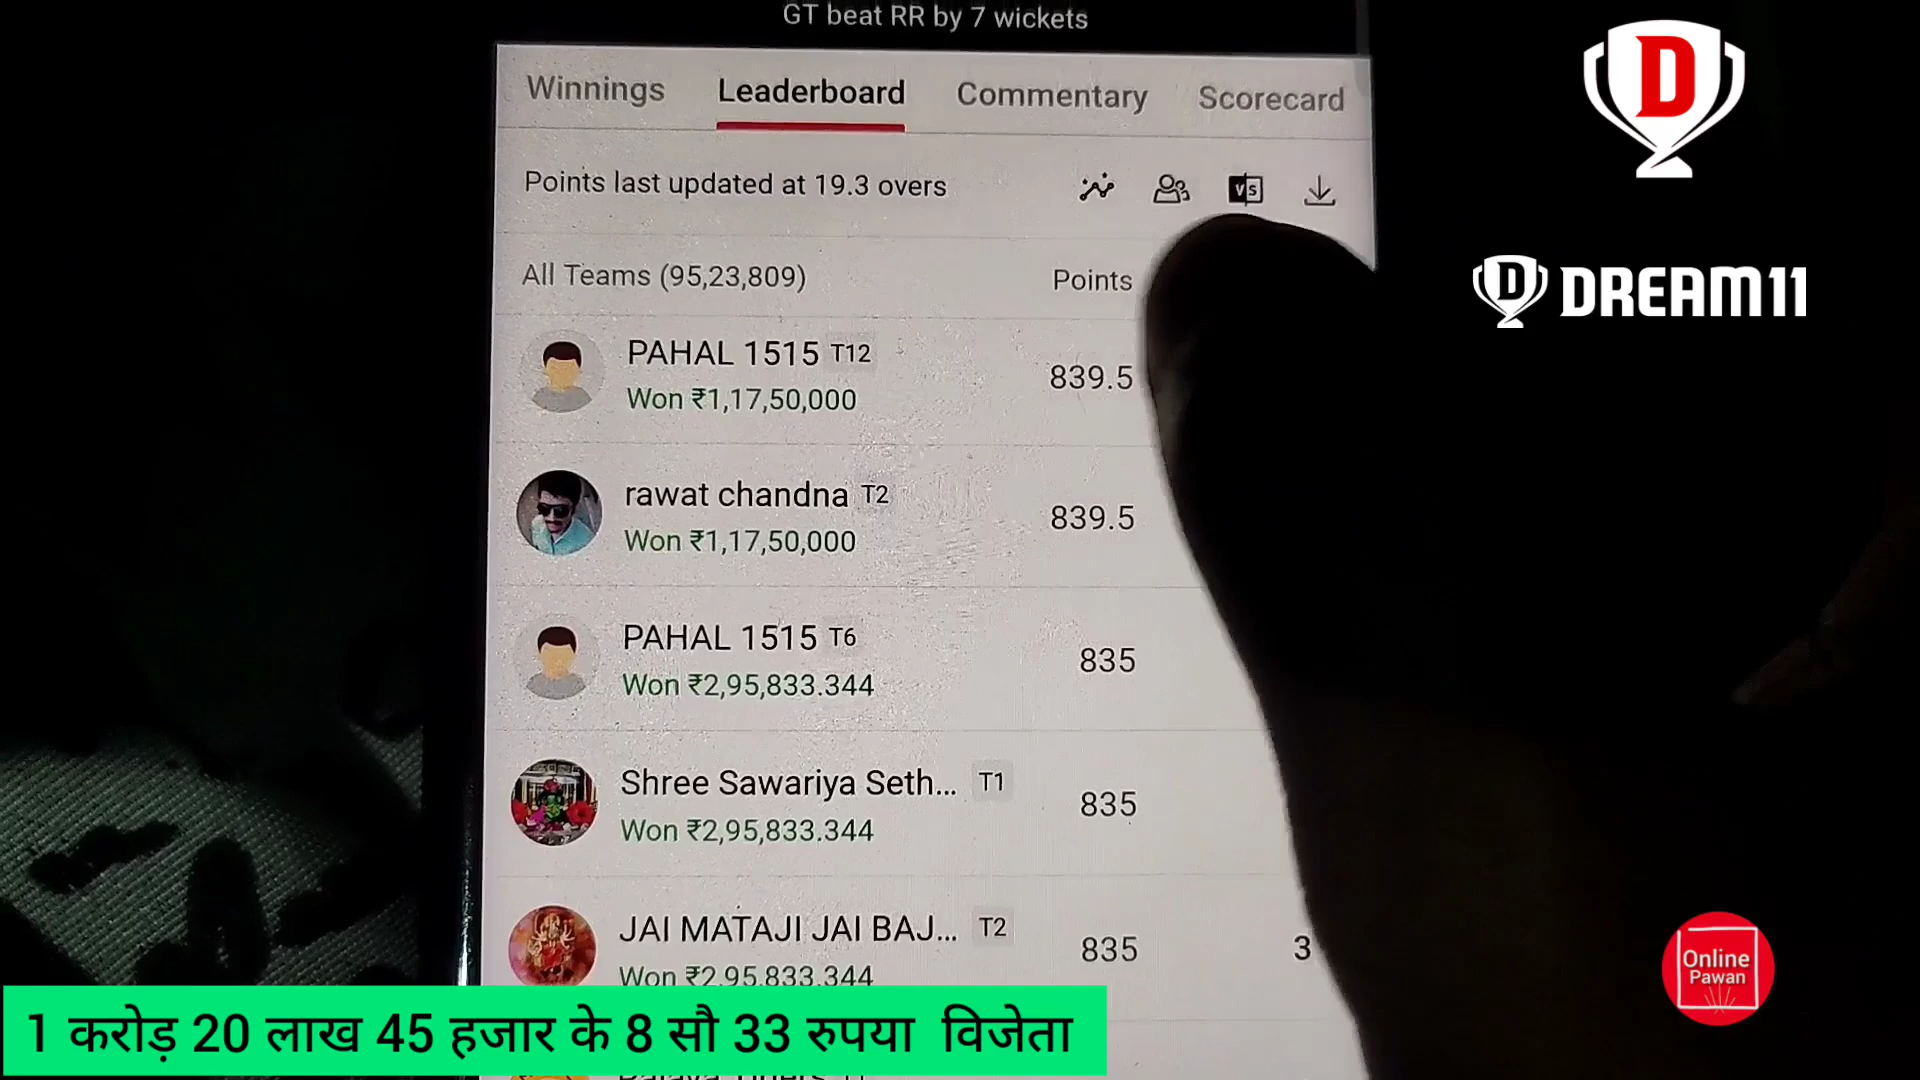 GT beat RR by 7 wickets
Winnings Leaderboard Commentary Scorecard
Points last updated at 19.3 overs
VS
All Teams (95,23,809) Points
PAHAL 1515 T12
839.5
Won ₹1,17,50,000
rawat chandna T2
839.5
Won ₹1,17,50,000
PAHAL 1515 T6
835
Won ₹2,95,833.344
Shree Sawariya Seth... T1
835
Won ₹2,95,833.344
JAI MATAJI JAI BAJ... T2
835 3
Won ₹2,95,833.344
1 करोड़ 20 लाख 45 हजार के 8 सौ 33 रुपया विजेता
D
D DREAM11
Online
Pawan